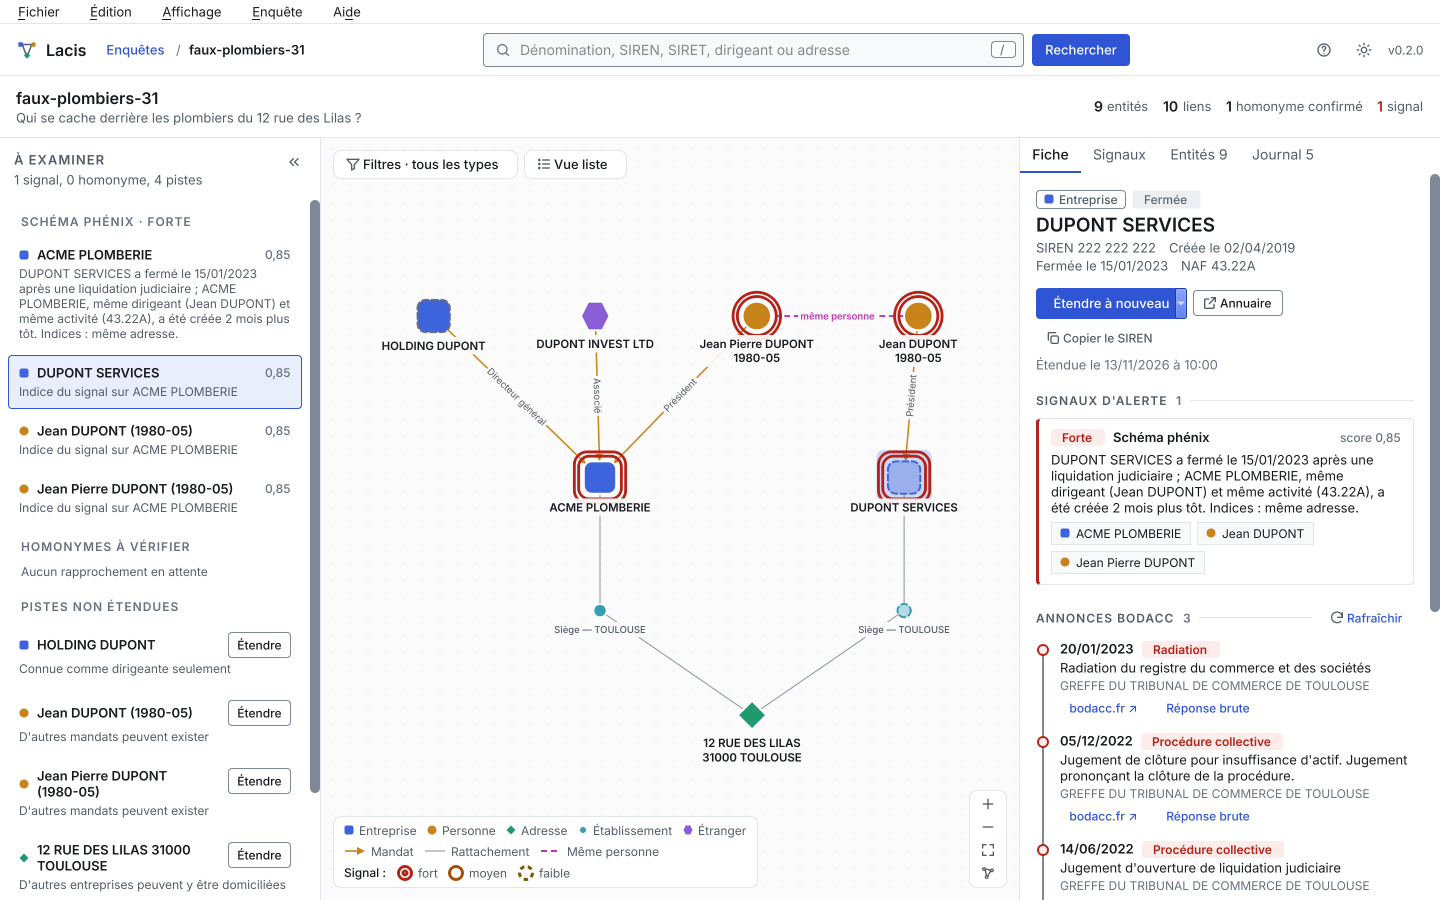 Fichier Édition Affichage Enquête Aide
Lacis Enquêtes / faux-plombiers-31
Dénomination, SIREN, SIRET, dirigeant ou adresse /
Rechercher
v0.2.0
faux-plombiers-31
Qui se cache derrière les plombiers du 12 rue des Lilas ?
9 entités 10 liens 1 homonyme confirmé 1 signal
À EXAMINER
1 signal, 0 homonyme, 4 pistes
SCHÉMA PHÉNIX · FORTE
ACME PLOMBERIE 0,85
DUPONT SERVICES a fermé le 15/01/2023
après une liquidation judiciaire ; ACME
PLOMBERIE, même dirigeant (Jean DUPONT) et
même activité (43.22A), a été créée 2 mois plus
tôt. Indices : même adresse.
DUPONT SERVICES 0,85
Indice du signal sur ACME PLOMBERIE
Jean DUPONT (1980-05) 0,85
Indice du signal sur ACME PLOMBERIE
Jean Pierre DUPONT (1980-05) 0,85
Indice du signal sur ACME PLOMBERIE
HOMONYMES À VÉRIFIER
Aucun rapprochement en attente
PISTES NON ÉTENDUES
HOLDING DUPONT Étendre
Connue comme dirigeante seulement
Jean DUPONT (1980-05) Étendre
D'autres mandats peuvent exister
Jean Pierre DUPONT
(1980-05) Étendre
D'autres mandats peuvent exister
12 RUE DES LILAS 31000
TOULOUSE Étendre
D'autres entreprises peuvent y être domiciliées
Filtres · tous les types Vue liste
même personne
HOLDING DUPONT
DUPONT INVEST LTD
Jean Pierre DUPONT
1980-05
Jean DUPONT
1980-05
Directeur général
Associé
Président
Président
ACME PLOMBERIE
DUPONT SERVICES
Siège — TOULOUSE
Siège — TOULOUSE
12 RUE DES LILAS
31000 TOULOUSE
Entreprise Personne Adresse Établissement Étranger
Mandat Rattachement Même personne
Signal : fort moyen faible
Fiche Signaux Entités 9 Journal 5
Entreprise Fermée
DUPONT SERVICES
SIREN 222 222 222 Créée le 02/04/2019
Fermée le 15/01/2023 NAF 43.22A
Étendre à nouveau Annuaire
Copier le SIREN
Étendue le 13/11/2026 à 10:00
SIGNAUX D'ALERTE 1
Forte Schéma phénix score 0,85
DUPONT SERVICES a fermé le 15/01/2023 après une
liquidation judiciaire ; ACME PLOMBERIE, même
dirigeant (Jean DUPONT) et même activité (43.22A), a
été créée 2 mois plus tôt. Indices : même adresse.
ACME PLOMBERIE Jean DUPONT
Jean Pierre DUPONT
ANNONCES BODACC 3 Rafraîchir
20/01/2023 Radiation
Radiation du registre du commerce et des sociétés
GREFFE DU TRIBUNAL DE COMMERCE DE TOULOUSE
bodacc.fr ↗ Réponse brute
05/12/2022 Procédure collective
Jugement de clôture pour insuffisance d'actif. Jugement
prononçant la clôture de la procédure.
GREFFE DU TRIBUNAL DE COMMERCE DE TOULOUSE
bodacc.fr ↗ Réponse brute
14/06/2022 Procédure collective
Jugement d'ouverture de liquidation judiciaire
GREFFE DU TRIBUNAL DE COMMERCE DE TOULOUSE